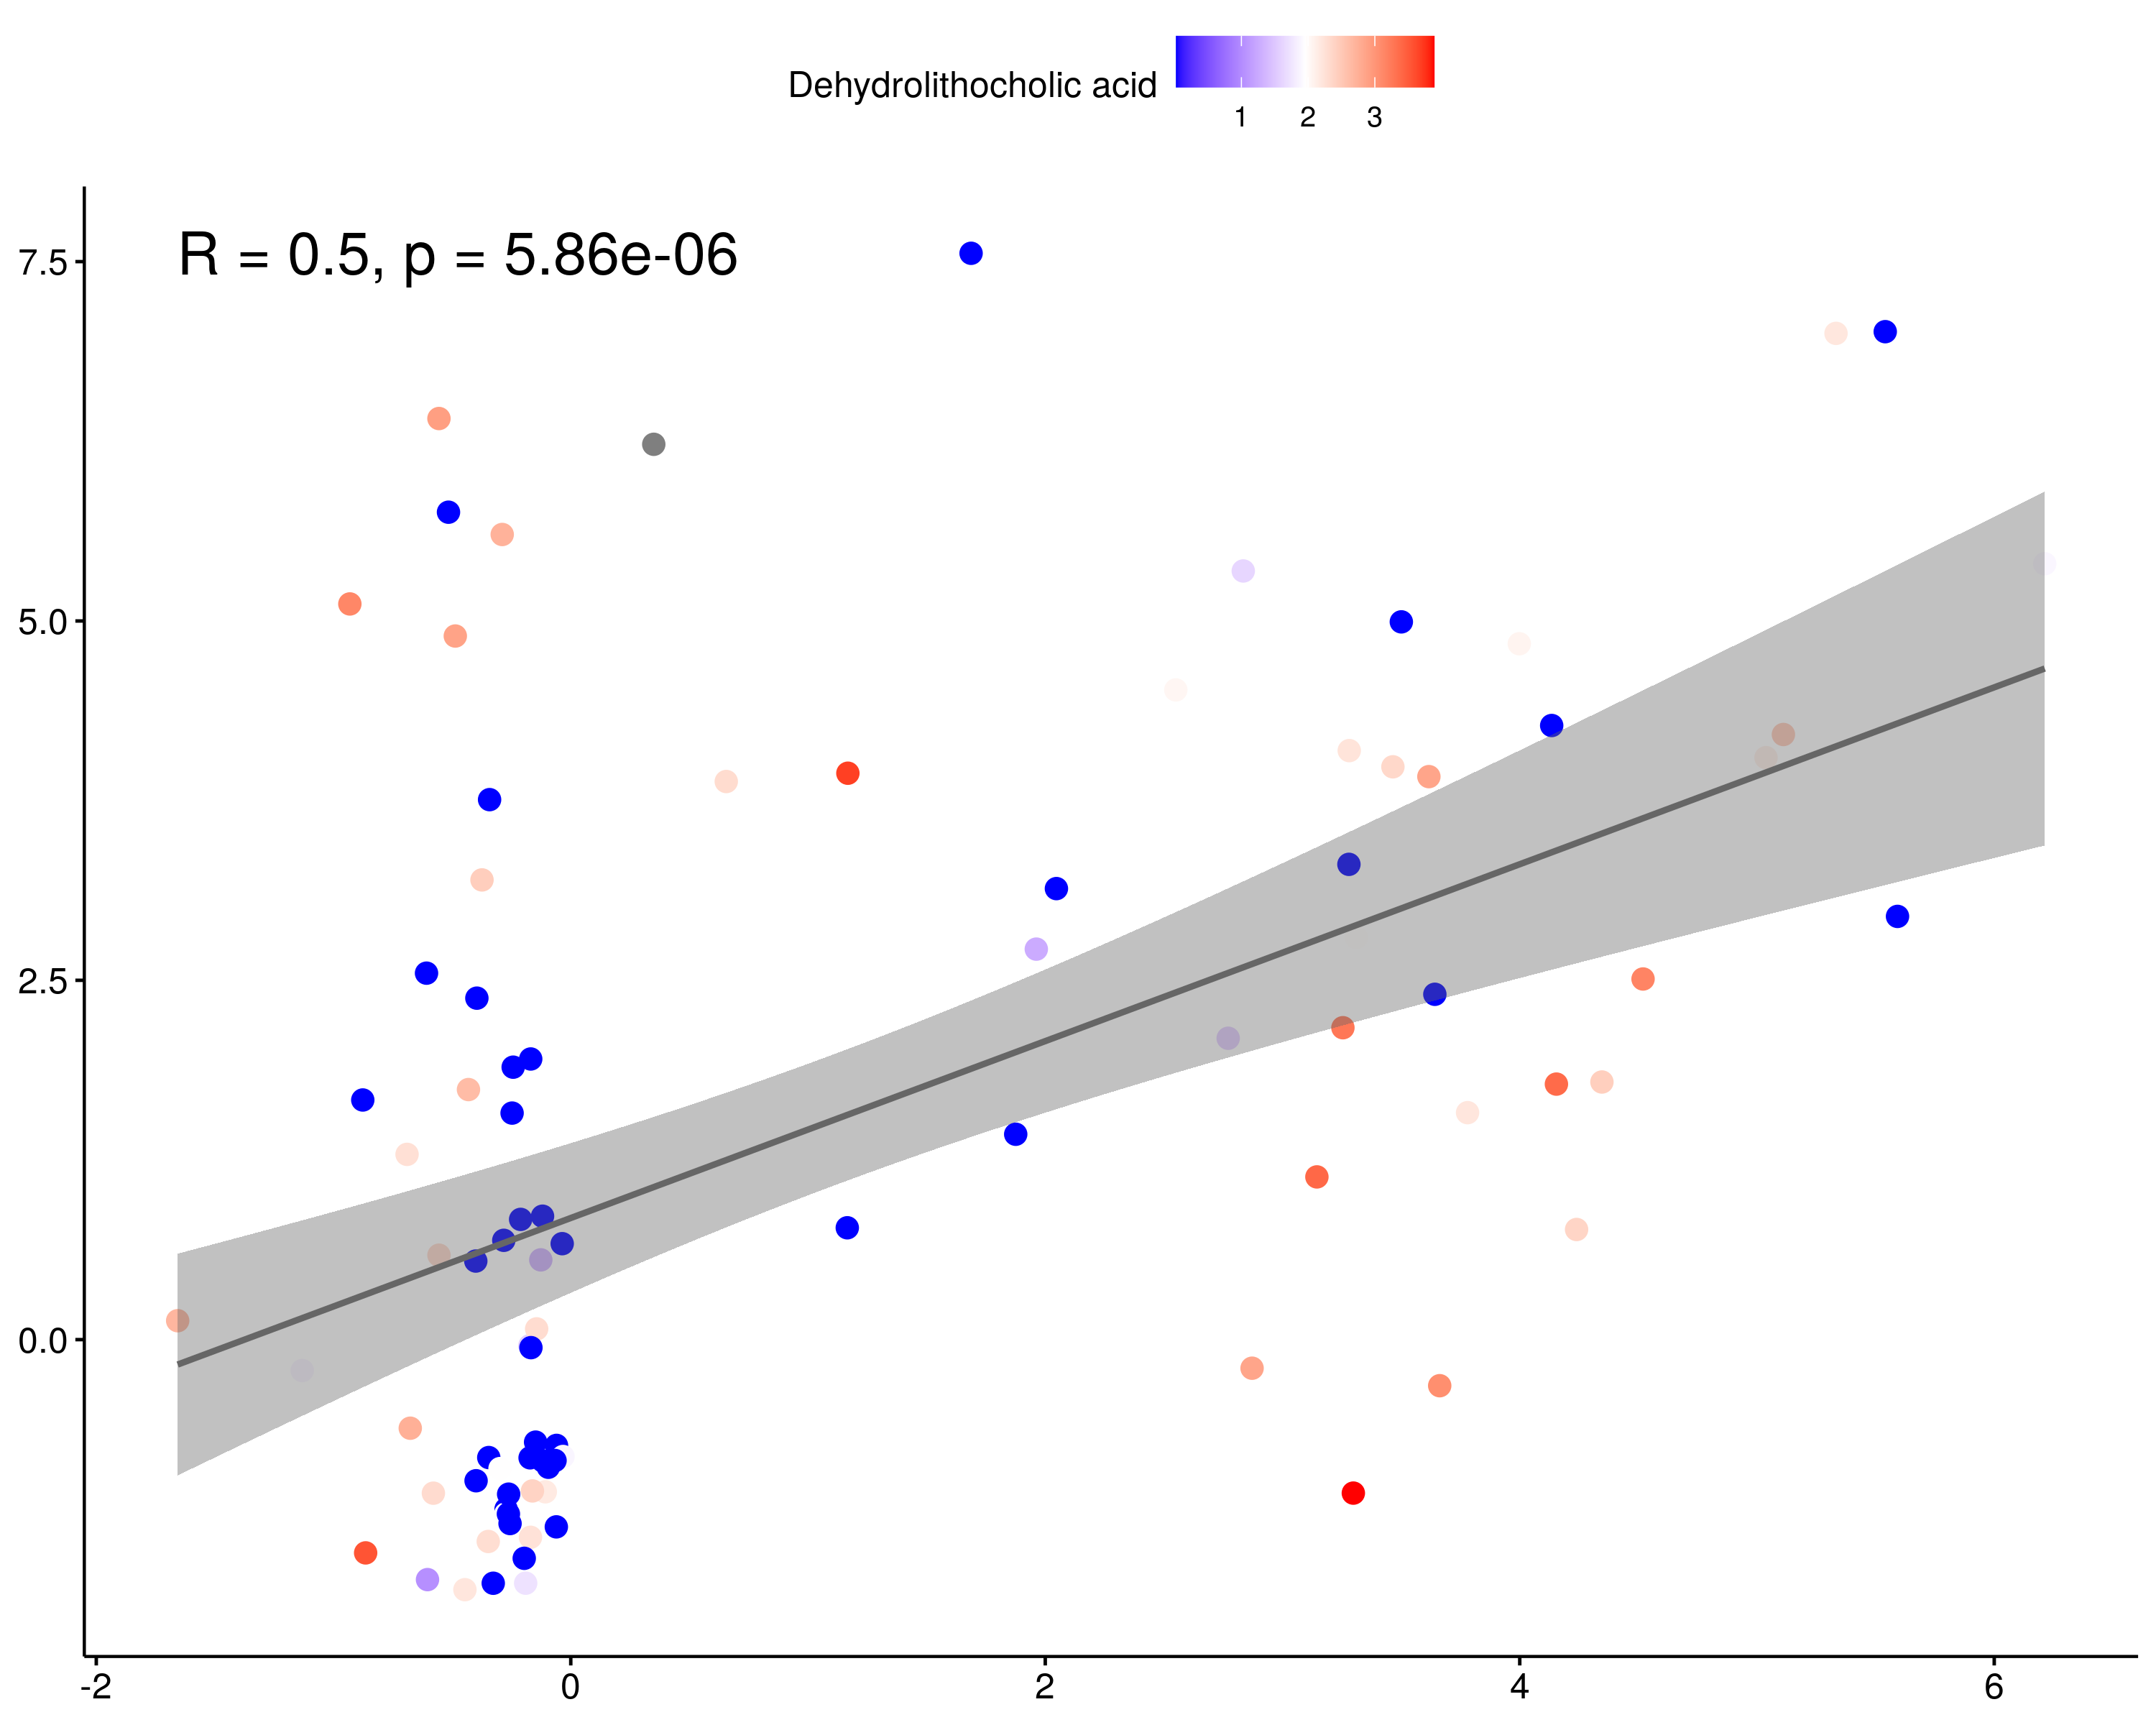 Dehydrolithocholic acid
1 2 3
R = 0.5, p = 5.86e-06
7.5
5.0
2.5
0.0
-2 0 2 4 6